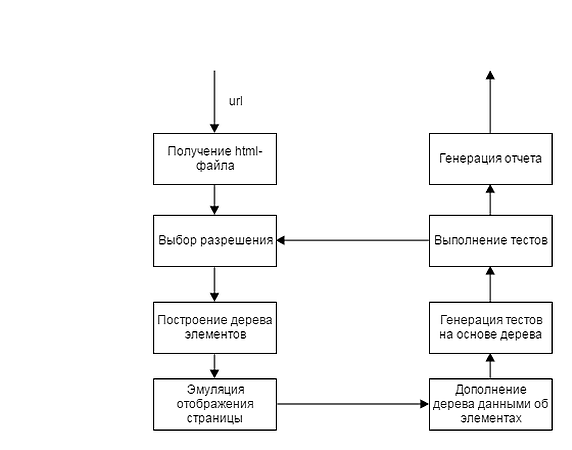 url
Получение html-
файла
Выбор разрешения
Построение дерева
элементов
Эмуляция
отображения
страницы
Генерация отчета
Выполнение тестов
Генерация тестов
на основе дерева
Дополнение
дерева данными об
элементах